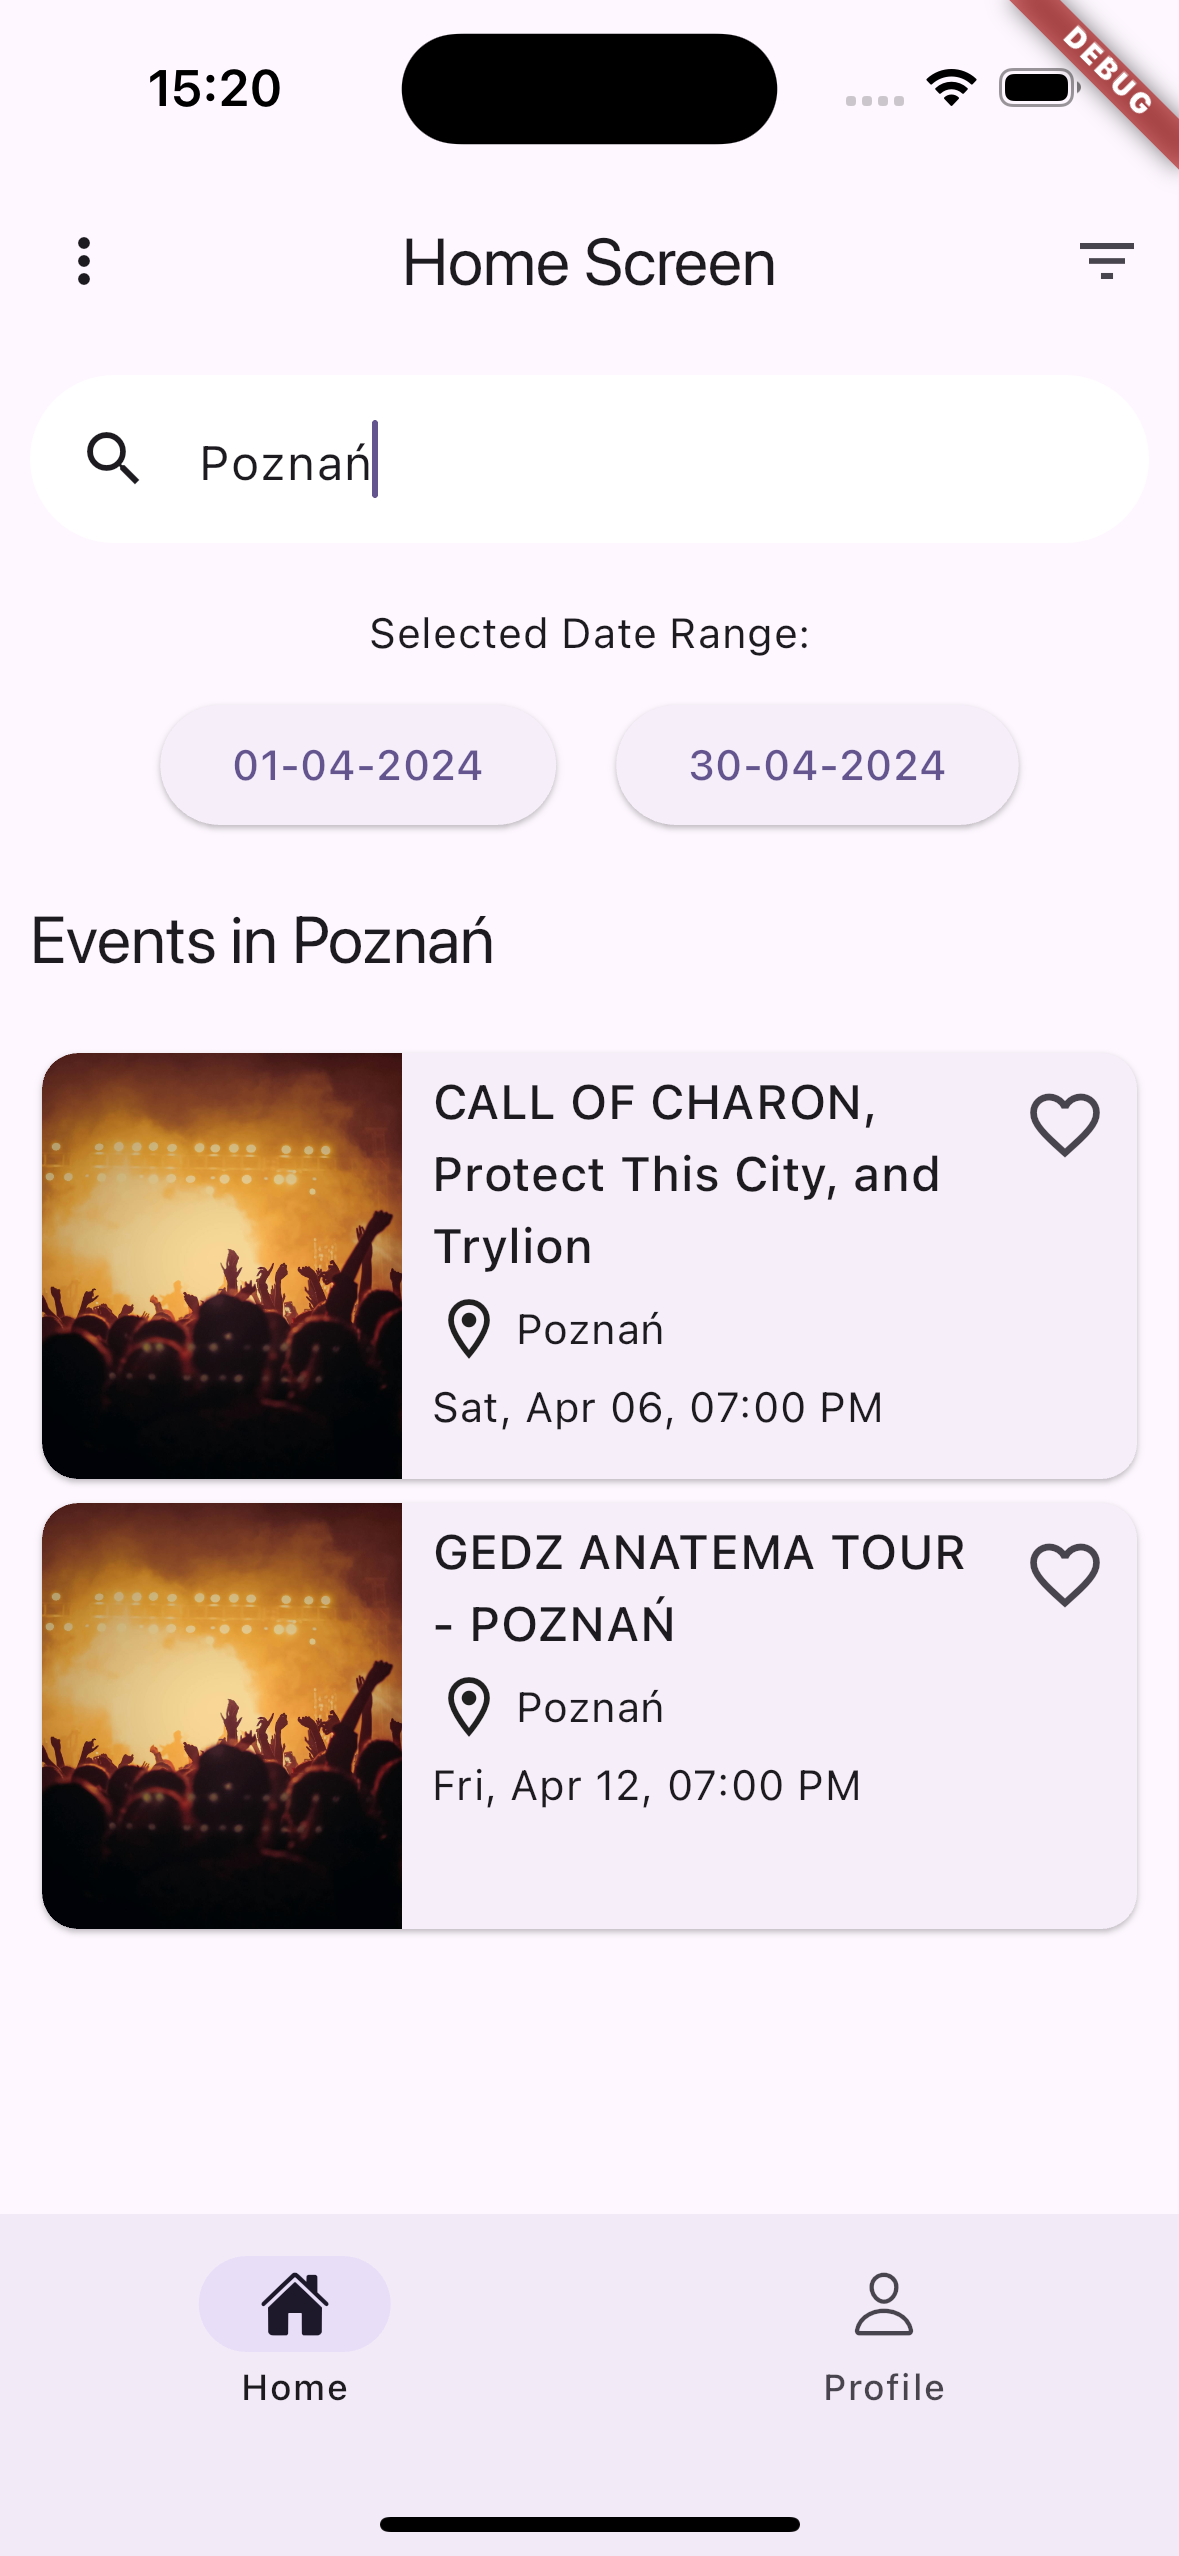 15:20
DEBUG
Home Screen
Poznań
Selected Date Range:
01-04-2024
30-04-2024
Events in Poznań
CALL OF CHARON,
Protect This City, and
Trylion
Poznań
Sat, Apr 06, 07:00 PM
GEDZ ANATEMA TOUR
- POZNAŃ
Poznań
Fri, Apr 12, 07:00 PM
Home
Profile